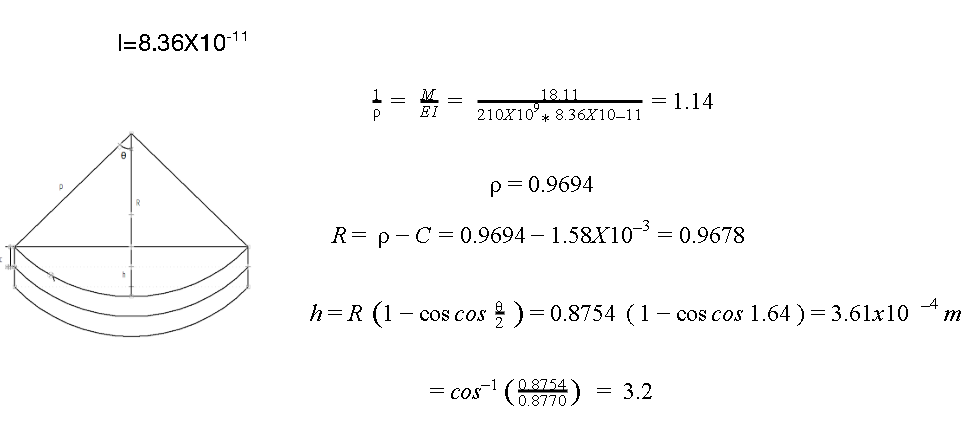 I=8.36X10⁻¹¹
1/ρ = M/EI = 18.11/210X10⁹* 8.36X10–11 = 1.14
θ
ρ
ρ = 0.9694
R
R = ρ − C = 0.9694 − 1.58X10⁻³ = 0.9678
h
h = R (1 − cos cos θ/2 ) = 0.8754 ( 1 − cos cos 1.64 ) = 3.61x10 ⁻⁴ m
= cos⁻¹ (0.8754/0.8770) = 3.2